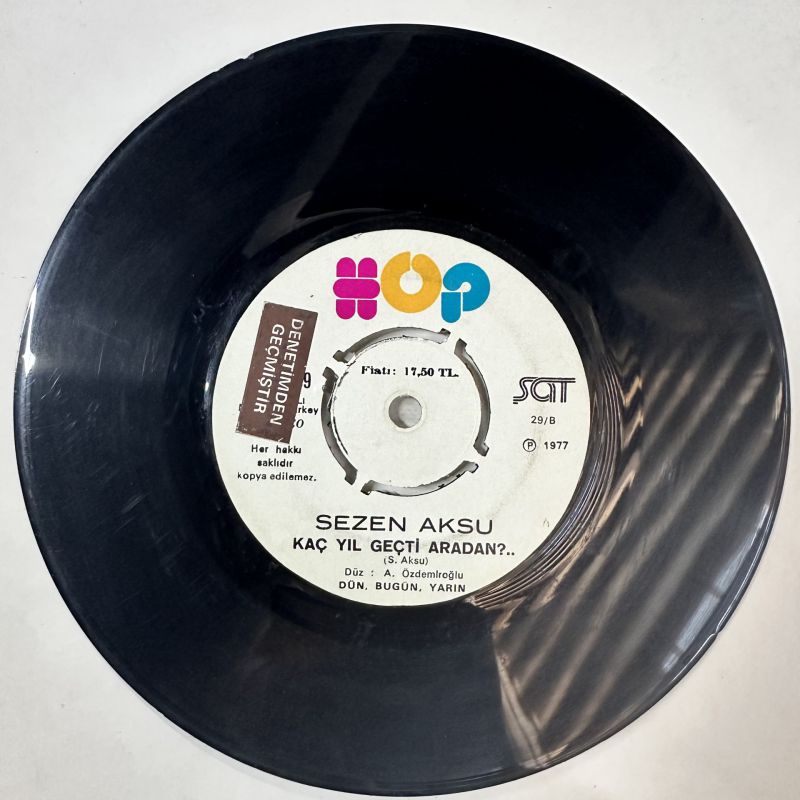 HOP
DENETİMDEN
GEÇMİŞTİR
9
Fiatı: 17,50 TL.
SAT
29/B
Ⓟ 1977
Her hakkı
saklıdır
kopya edilemez.
SEZEN AKSU
KAÇ YIL GEÇTİ ARADAN?..
(S. Aksu)
Düz : A. Özdemiroğlu
DÜN, BUGÜN, YARIN